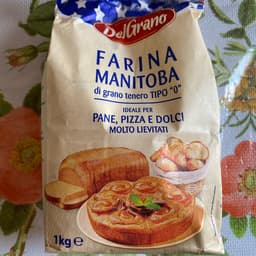 DelGrano
FARINA
MANITOBA
di grano tenero TIPO "0"
IDEALE PER
PANE, PIZZA E DOLCI
MOLTO LIEVITATI
1kg e